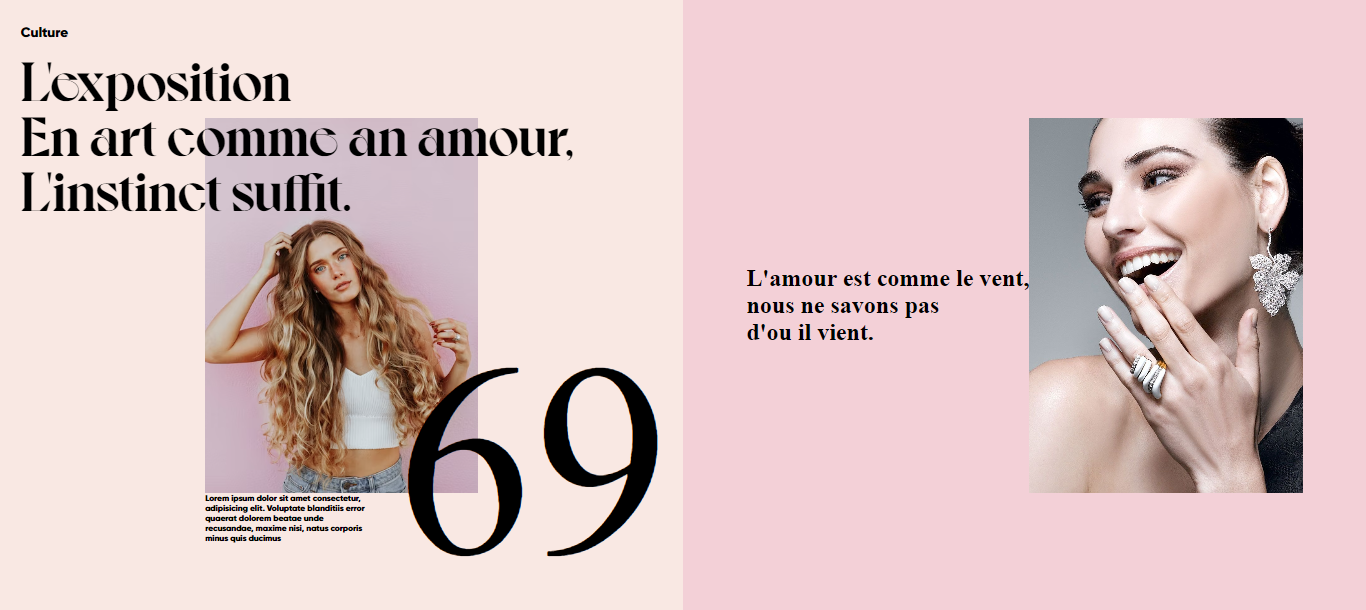 Culture
L'exposition
En art comme an amour,
L'instinct suffit.
Lorem ipsum dolor sit amet consectetur,
adipisicing elit. Voluptate blanditiis error
quaerat dolorem beatae unde
recusandae, maxime nisi, natus corporis
minus quis ducimus
69
L'amour est comme le vent,
nous ne savons pas
d'ou il vient.